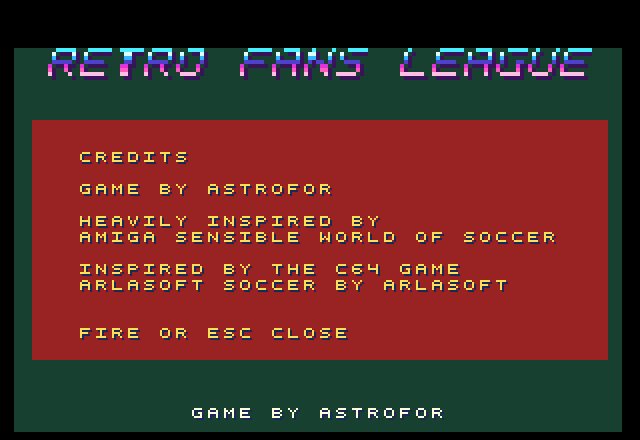 RETRO FANS LEAGUE
CREDITS
GAME BY ASTROFOR
HEAVILY INSPIRED BY
AMIGA SENSIBLE WORLD OF SOCCER
INSPIRED BY THE C64 GAME
ARLASOFT SOCCER BY ARLASOFT
FIRE OR ESC CLOSE
GAME BY ASTROFOR